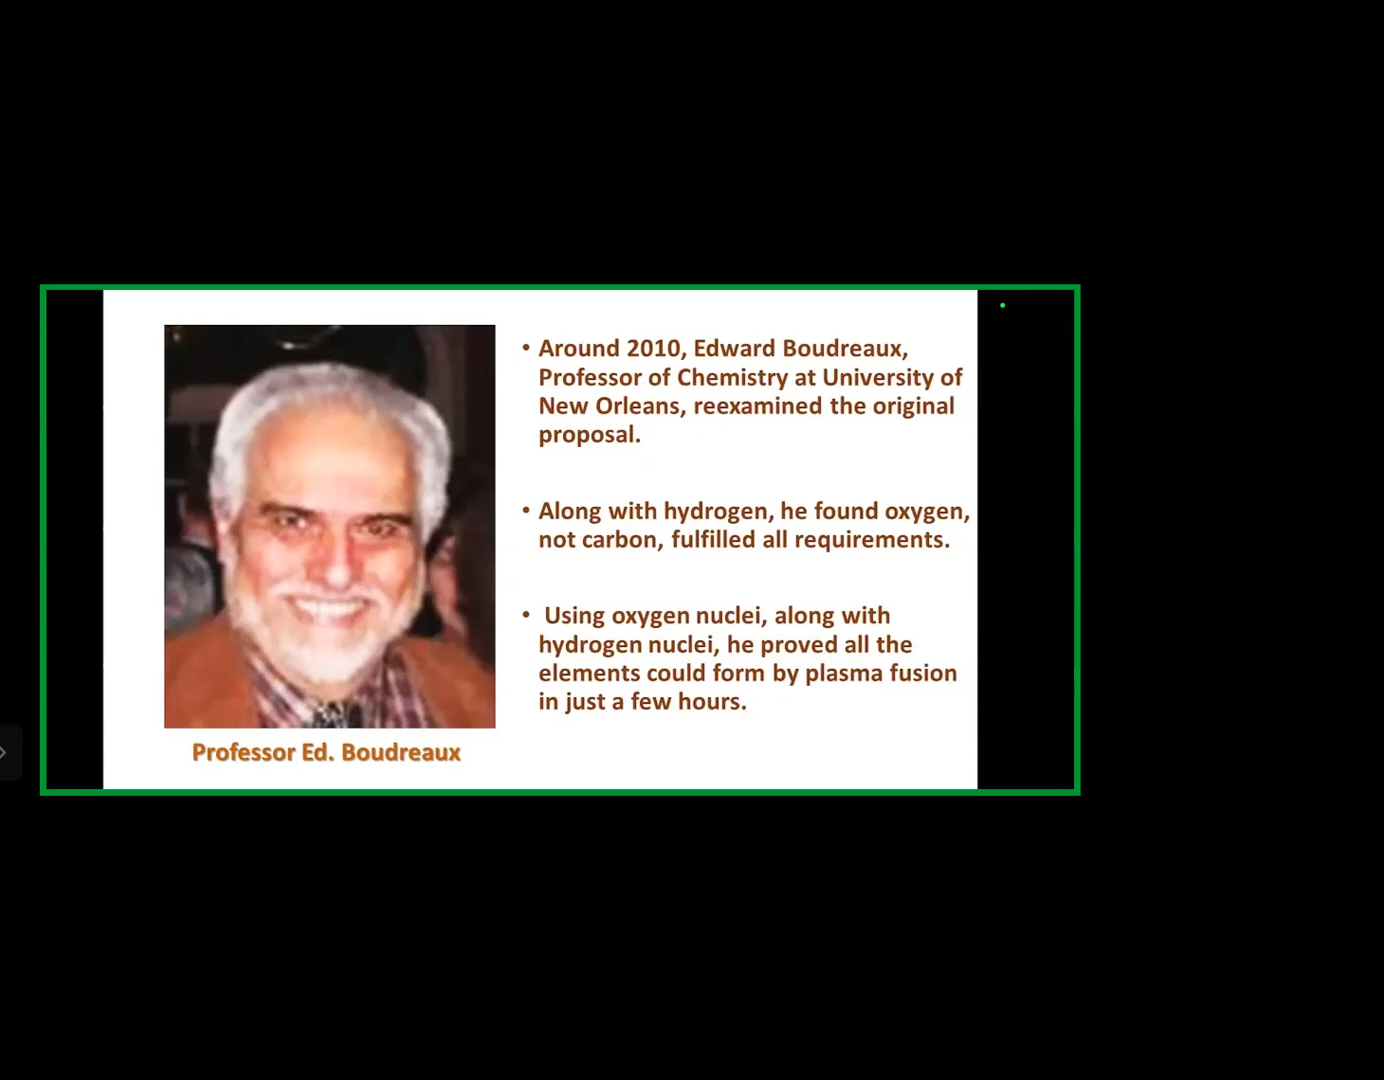 • Around 2010, Edward Boudreaux,
Professor of Chemistry at University of
New Orleans, reexamined the original
proposal.
• Along with hydrogen, he found oxygen,
not carbon, fulfilled all requirements.
• Using oxygen nuclei, along with
hydrogen nuclei, he proved all the
elements could form by plasma fusion
in just a few hours.
Professor Ed. Boudreaux